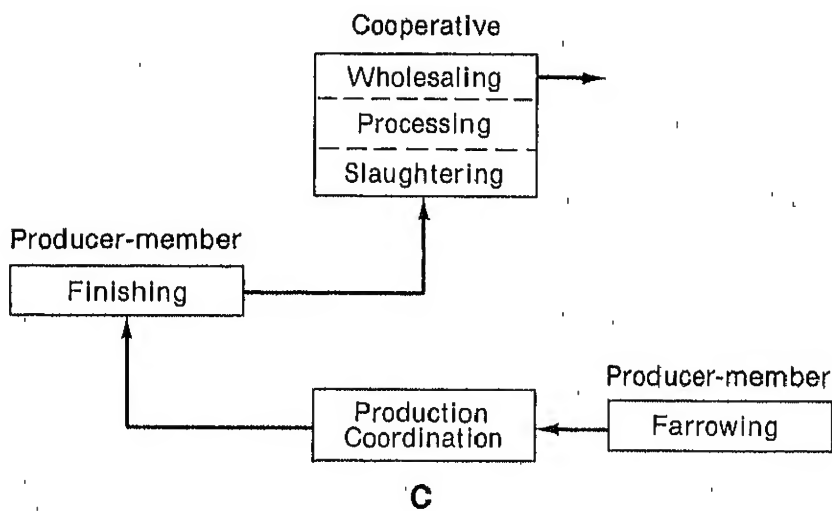 Cooperative
Wholesaling
Processing
Slaughtering
Producer-member
Finishing
Producer-member
Production
Coordination
Farrowing
C